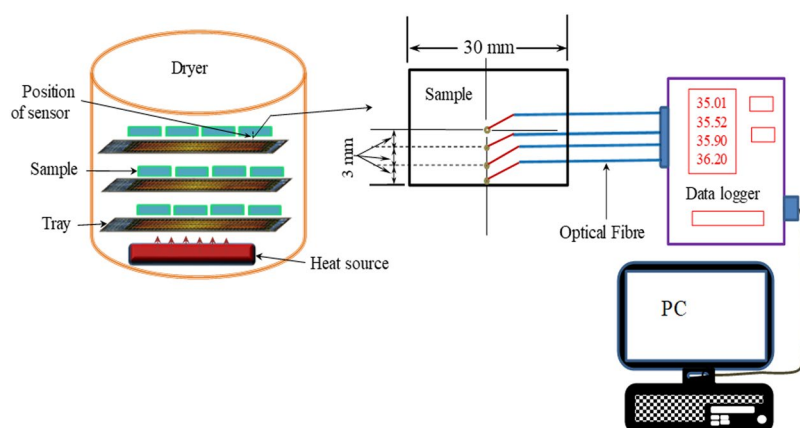 Dryer
Position
of sensor
Sample
Tray
Heat source
30 mm
Sample
3 mm
Optical Fibre
35.01
35.52
35.90
36.20
Data logger
PC